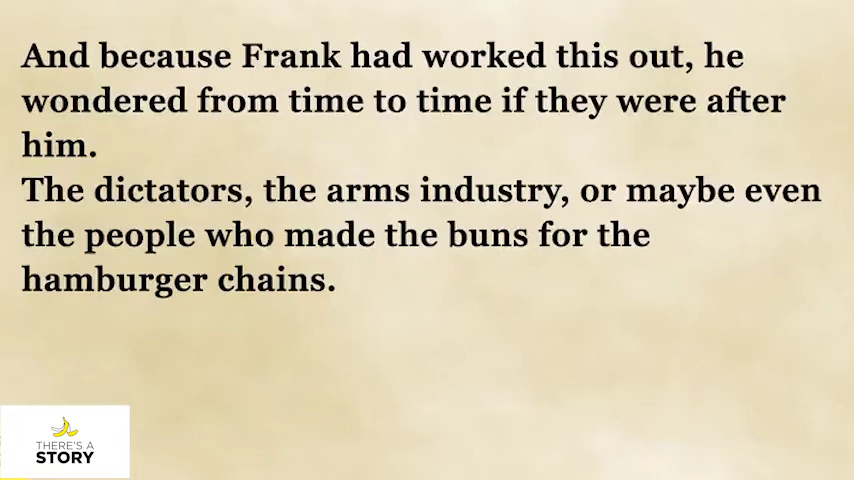 And because Frank had worked this out, he
wondered from time to time if they were after
him.
The dictators, the arms industry, or maybe even
the people who made the buns for the
hamburger chains.
THERE'S A
STORY